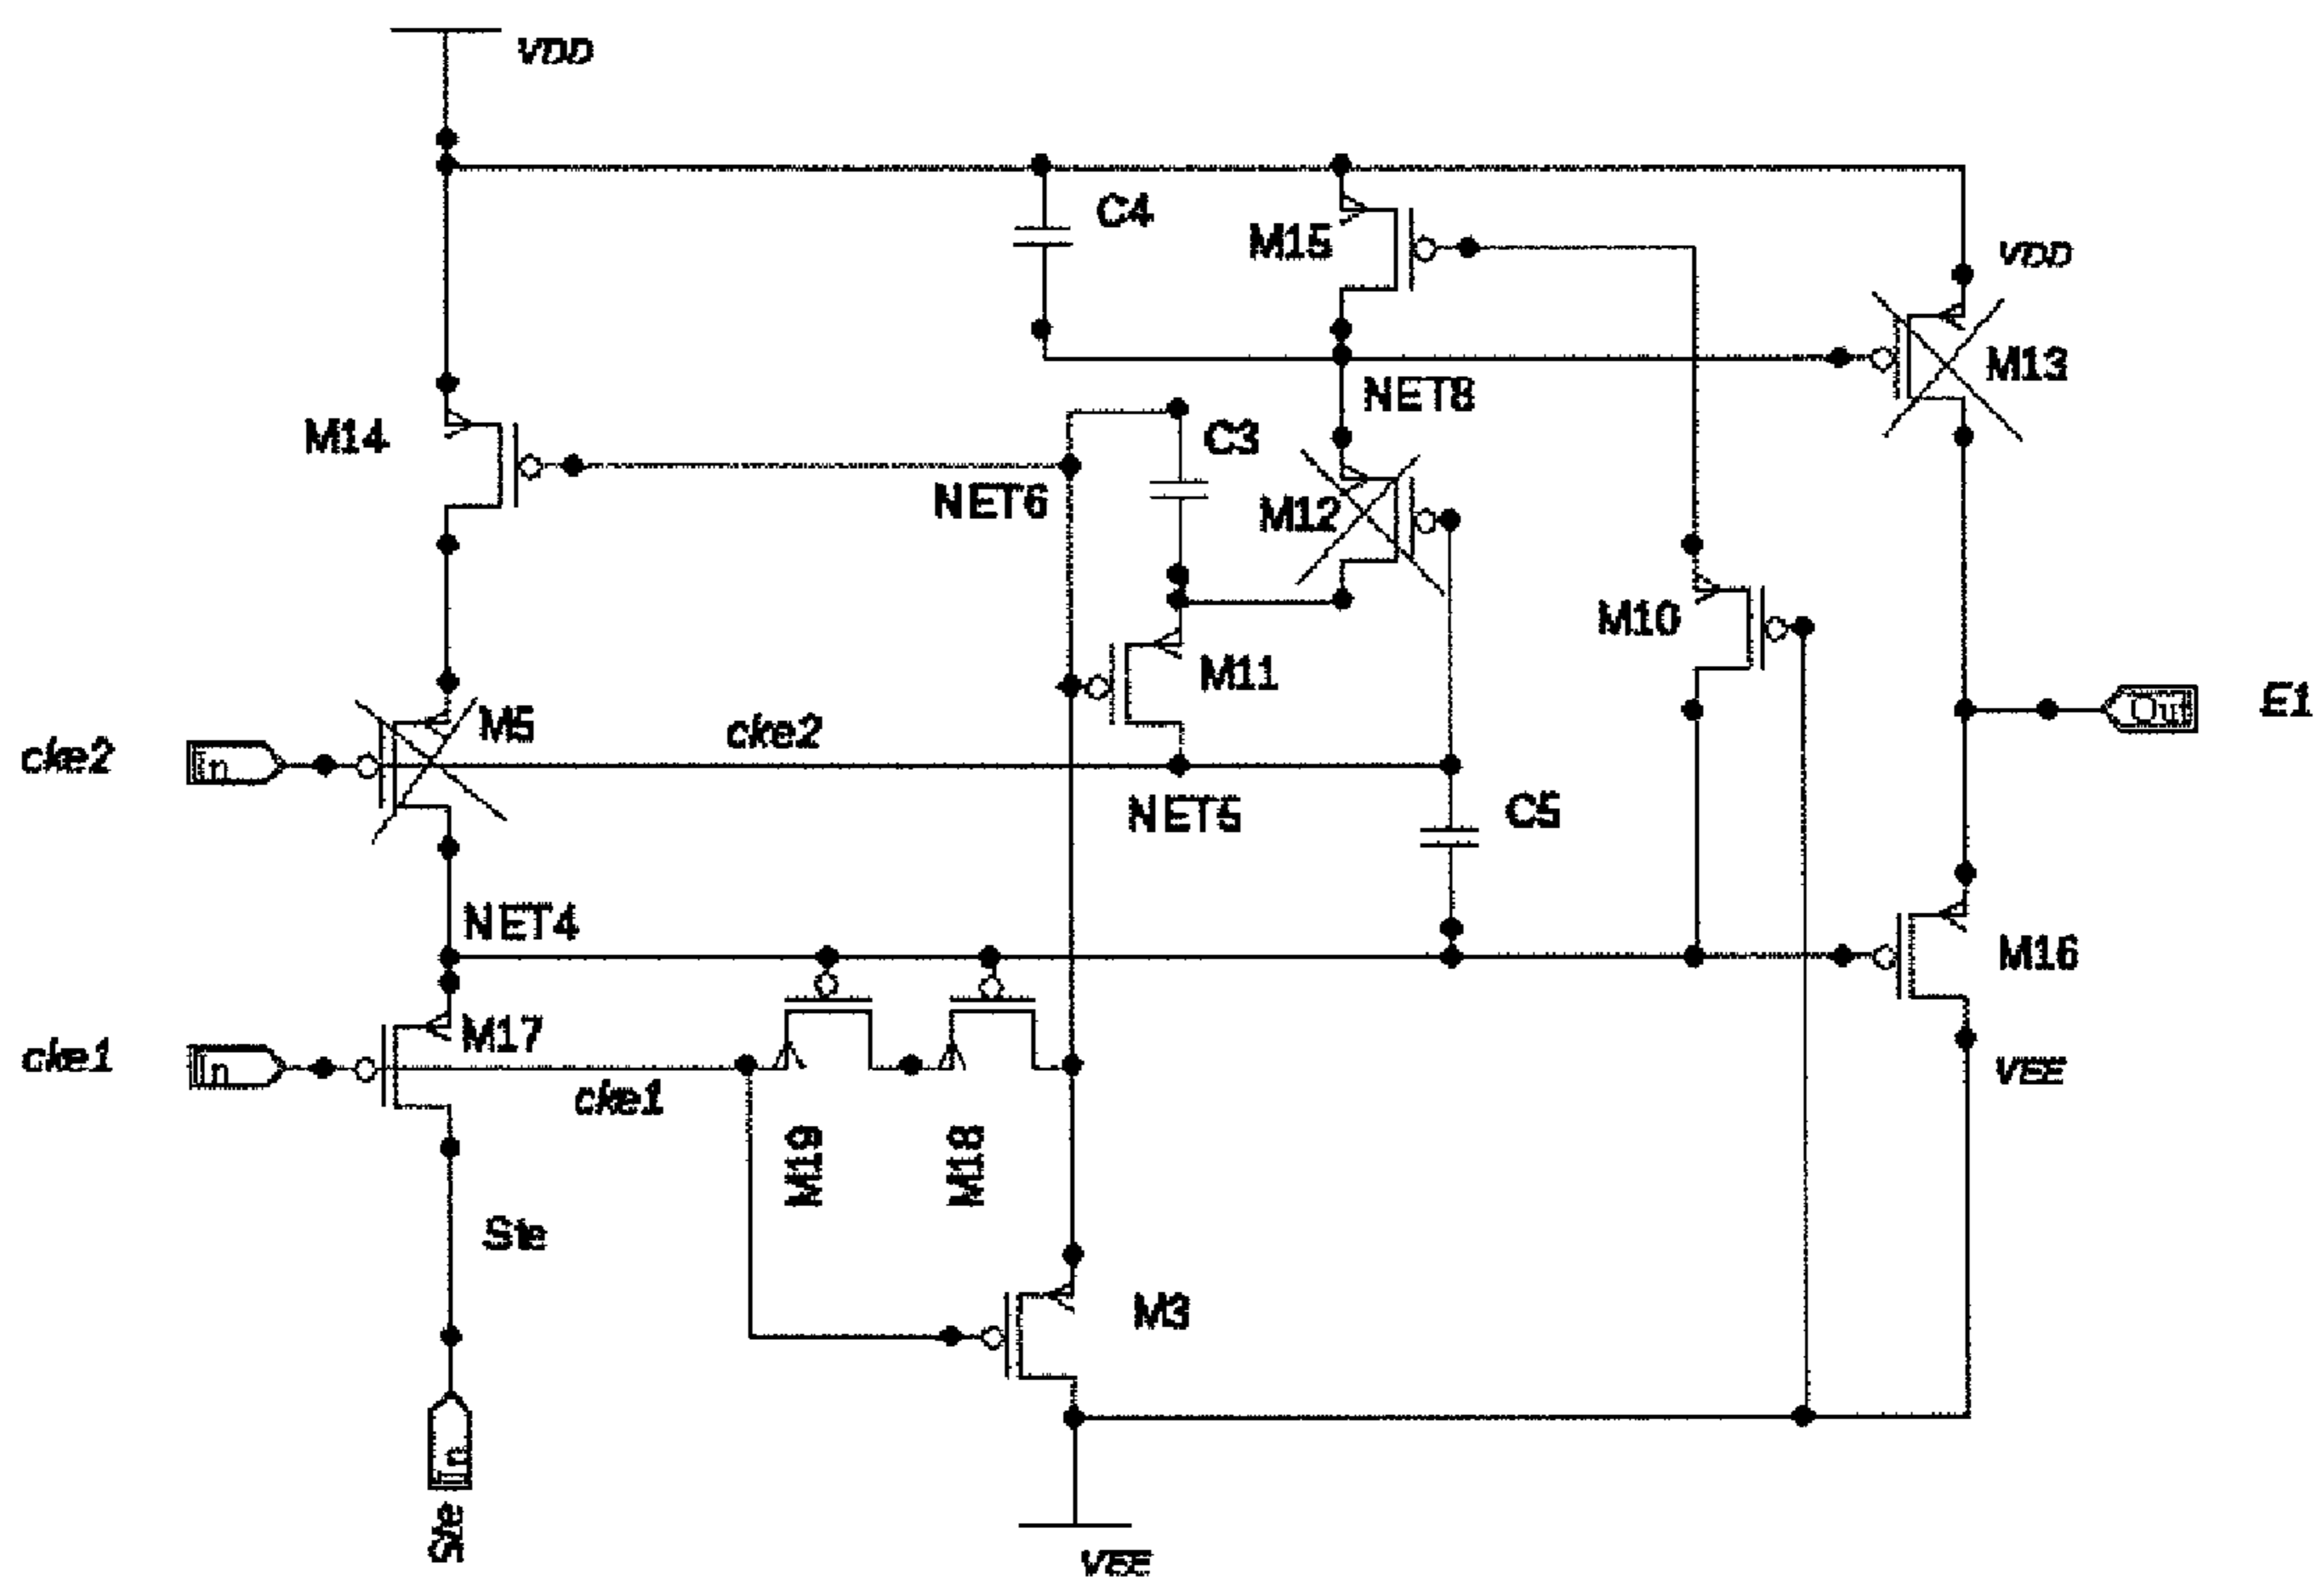 VDD
C4
M15
VDD
M13
NET8
M14
C3
NET6
M12
M10
M11
E1
Out
M5
cke2
cke2
In
NET5
C5
NET4
M16
M17
cke1
In
VEE
cke1
M19
M18
Ste
M3
In
Ste
VEE